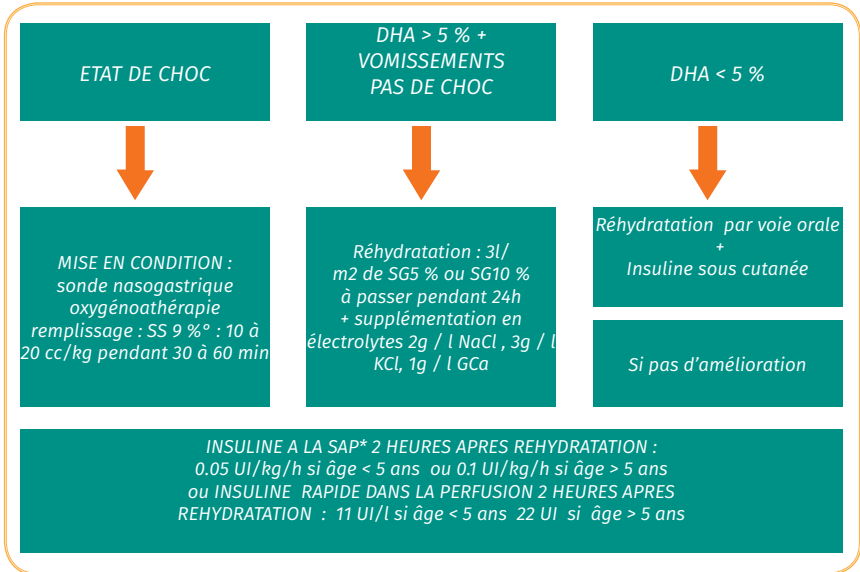 ETAT DE CHOC
DHA > 5 % +
VOMISSEMENTS
PAS DE CHOC
DHA < 5 %
MISE EN CONDITION :
sonde nasogastrique
oxygénoathérapie
remplissage : SS 9 %° : 10 à
20 cc/kg pendant 30 à 60 min
Réhydratation : 3l/
m2 de SG5 % ou SG10 %
à passer pendant 24h
+ supplémentation en
électrolytes 2g / l NaCl , 3g / l
KCl, 1g / l GCa
Réhydratation par voie orale
+
Insuline sous cutanée
Si pas d'amélioration
INSULINE A LA SAP* 2 HEURES APRES REHYDRATATION :
0.05 UI/kg/h si âge < 5 ans ou 0.1 UI/kg/h si âge > 5 ans
ou INSULINE RAPIDE DANS LA PERFUSION 2 HEURES APRES
REHYDRATATION : 11 UI/l si âge < 5 ans 22 UI si âge > 5 ans